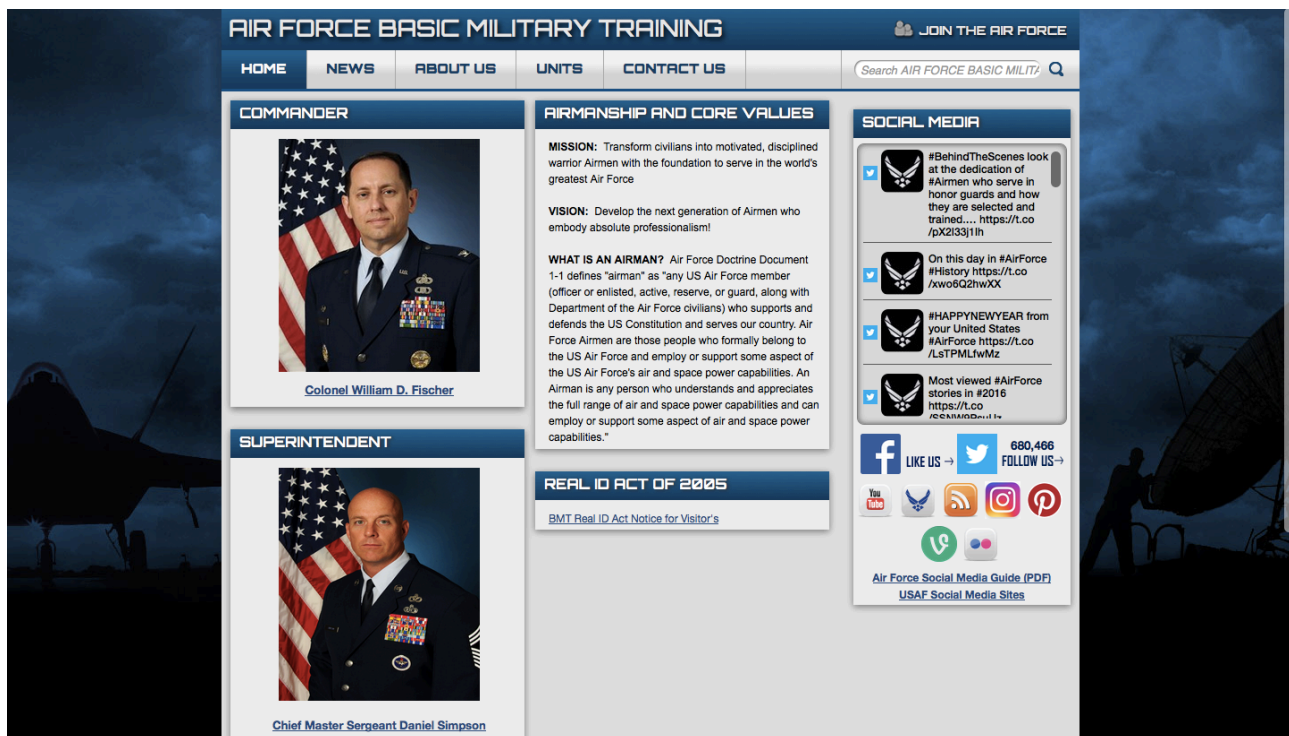 AIR FORCE BASIC MILITARY TRAINING
JOIN THE AIR FORCE
HOME
NEWS
ABOUT US
UNITS
CONTACT US
Search AIR FORCE BASIC MILITA
COMMANDER
Colonel William D. Fischer
SUPERINTENDENT
Chief Master Sergeant Daniel Simpson
AIRMANSHIP AND CORE VALUES
MISSION: Transform civilians into motivated, disciplined
warrior Airmen with the foundation to serve in the world's
greatest Air Force
VISION: Develop the next generation of Airmen who
embody absolute professionalism!
WHAT IS AN AIRMAN? Air Force Doctrine Document
1-1 defines "airman" as "any US Air Force member
(officer or enlisted, active, reserve, or guard, along with
Department of the Air Force civilians) who supports and
defends the US Constitution and serves our country. Air
Force Airmen are those people who formally belong to
the US Air Force and employ or support some aspect of
the US Air Force's air and space power capabilities. An
Airman is any person who understands and appreciates
the full range of air and space power capabilities and can
employ or support some aspect of air and space power
capabilities."
REAL ID ACT OF 2005
BMT Real ID Act Notice for Visitor's
SOCIAL MEDIA
#BehindTheScenes look
at the dedication of
#Airmen who serve in
honor guards and how
they are selected and
trained.... https://t.co
/pX2I33j1Ih
On this day in #AirForce
#History https://t.co
/xwo6Q2hwXX
#HAPPYNEWYEAR from
your United States
#AirForce https://t.co
/LsTPMLfwMz
Most viewed #AirForce
stories in #2016
https://t.co
LIKE US →
680,466
FOLLOW US→
You
Tube
Air Force Social Media Guide (PDF)
USAF Social Media Sites